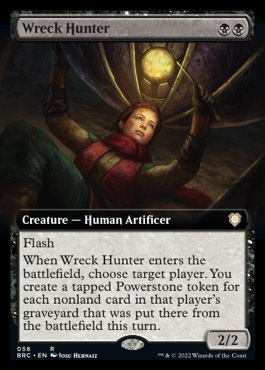 Wreck Hunter
Creature — Human Artificer
Flash
When Wreck Hunter enters the
battlefield, choose target player. You
create a tapped Powerstone token
for each nonland card in that player's
graveyard that was put there from
the battlefield this turn.
2/2
058 R
BRC • EN Josu Hernaiz
™ & © 2022 Wizards of the Coast